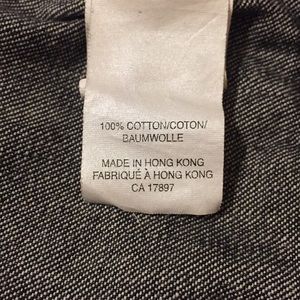 100% COTTON/COTON/
BAUMWOLLE
MADE IN HONG KONG
FABRIQUÉ À HONG KONG
CA 17897